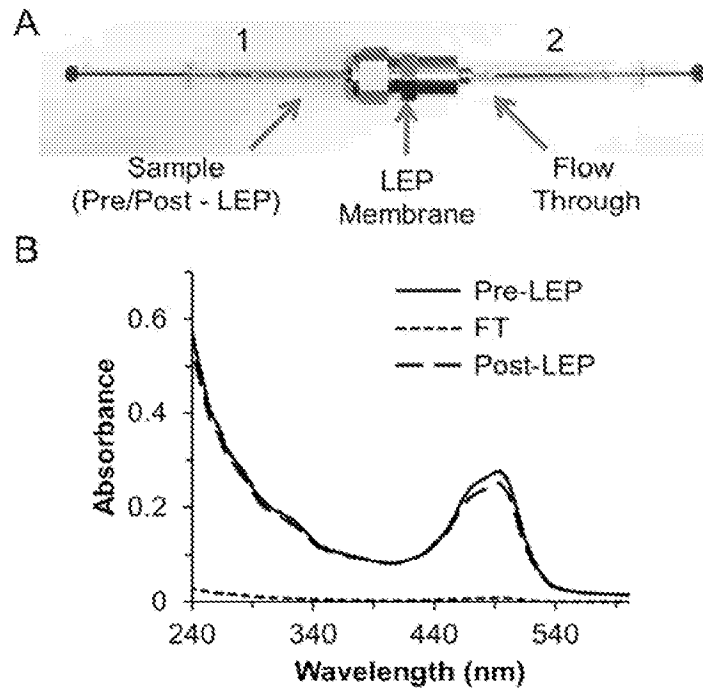 A
1 2
Sample
(Pre/Post - LEP)
LEP
Membrane
Flow
Through
B
Pre-LEP
FT
Post-LEP
0.6
0.4
0.2
0
Absorbance
240 340 440 540
Wavelength (nm)